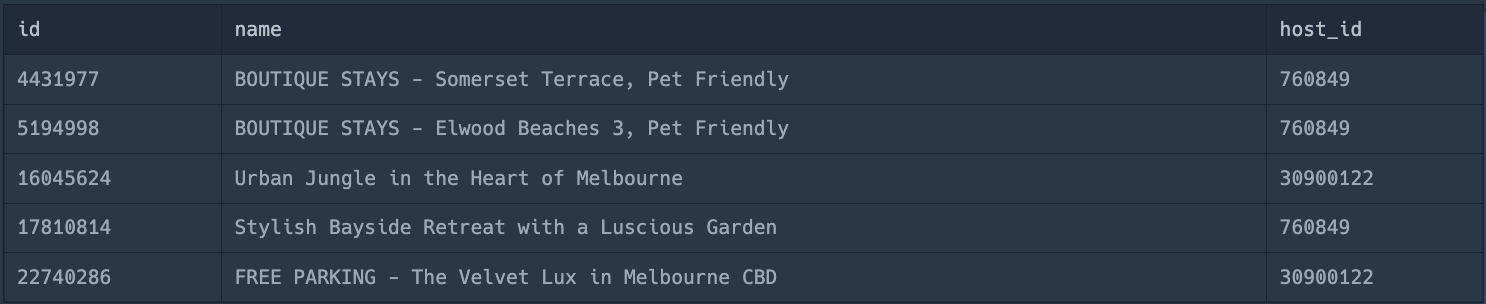 id name host_id
4431977 BOUTIQUE STAYS - Somerset Terrace, Pet Friendly 760849
5194998 BOUTIQUE STAYS - Elwood Beaches 3, Pet Friendly 760849
16045624 Urban Jungle in the Heart of Melbourne 30900122
17810814 Stylish Bayside Retreat with a Luscious Garden 760849
22740286 FREE PARKING - The Velvet Lux in Melbourne CBD 30900122